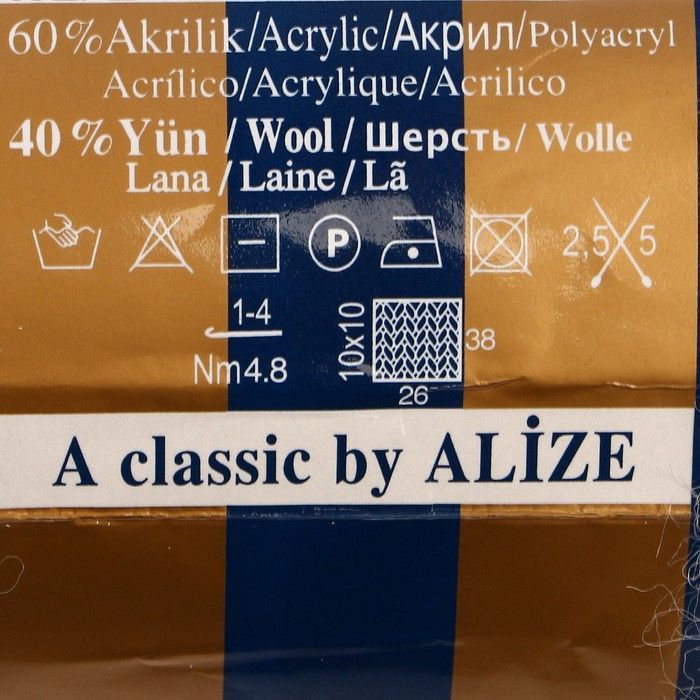 60%Akrilik/Acrylic/Акрил/Polyacryl
Acrílico/Acrylique/Acrilico
40 % Yün / Wool / Шерсть/ Wolle
Lana / Laine / Lã
P 2,5 5
1-4
Nm4.8
10x10
38
26
A classic by ALİZE